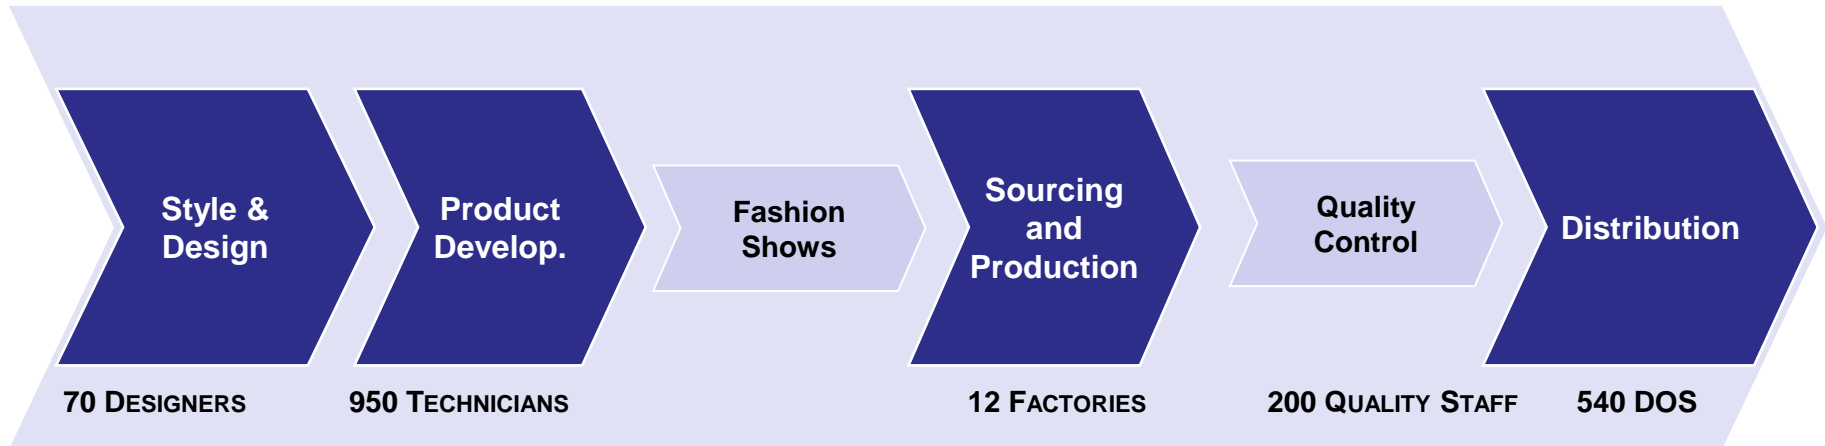 Style &
Design
Product
Develop.
Fashion
Shows
Sourcing
and
Production
Quality
Control
Distribution
70 DESIGNERS
950 TECHNICIANS
12 FACTORIES
200 QUALITY STAFF
540 DOS